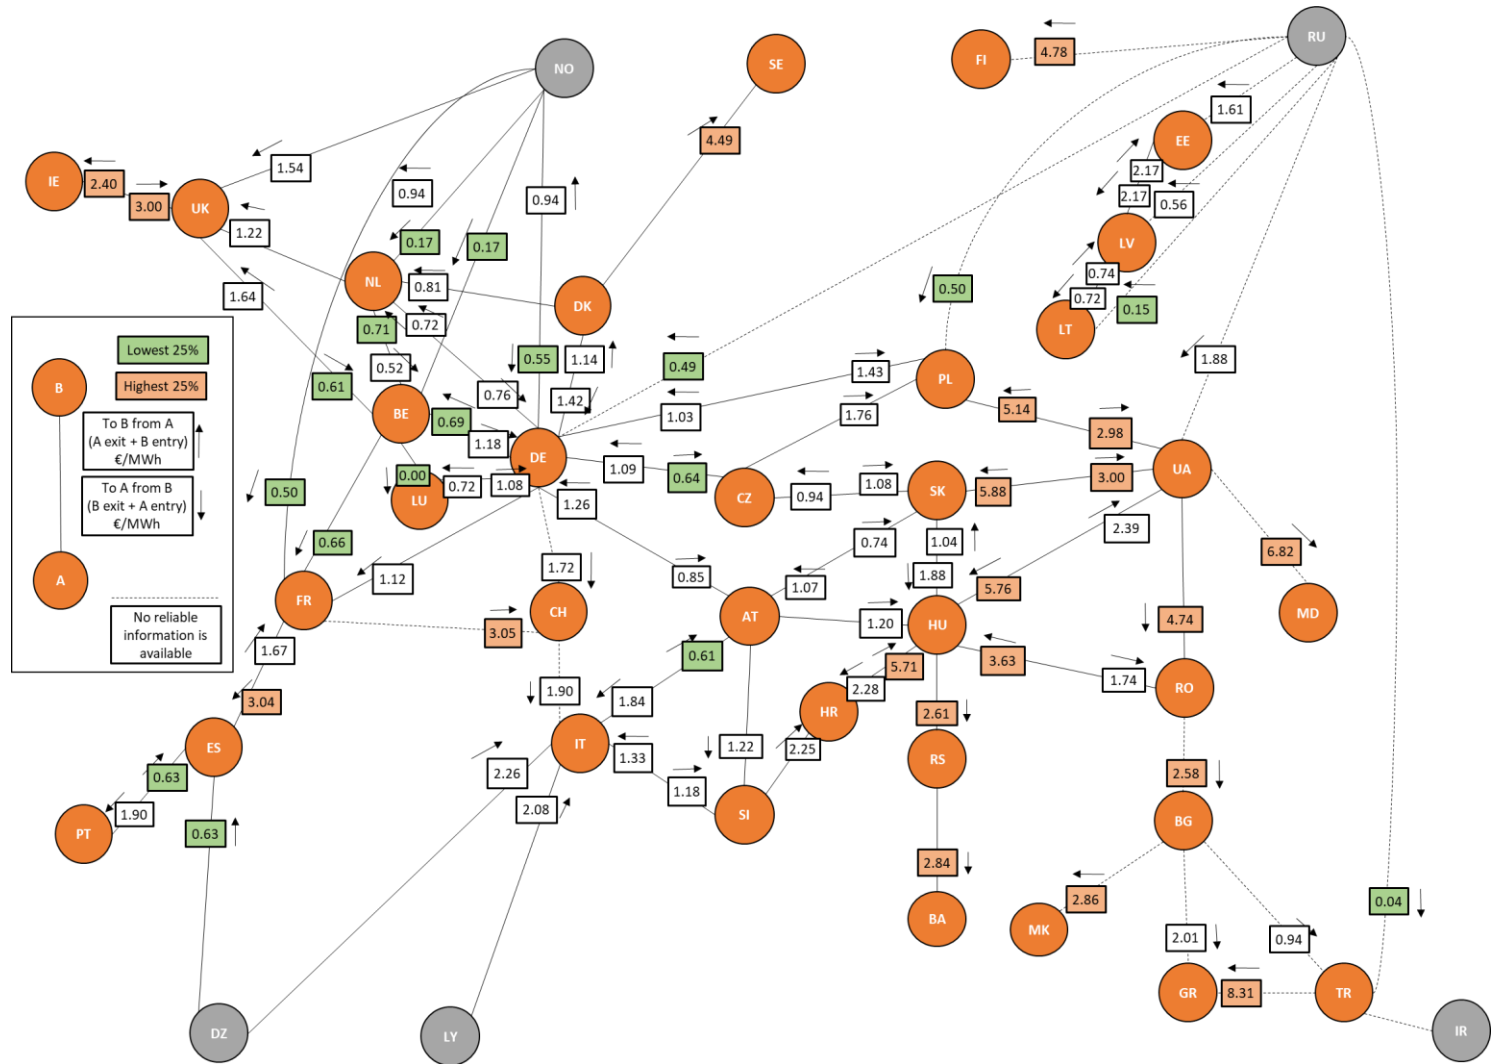 NO
SE
FI
4.78
RU
1.61
EE
4.49
2.17
2.17
0.56
IE
2.40
3.00
UK
1.54
0.94
0.94
1.22
0.17
0.17
LV
0.74
0.72
0.15
LT
NL
0.81
DK
1.64
0.71
0.72
0.50
0.52
0.55
1.14
0.49
1.88
Lowest 25%
Highest 25%
B
To B from A
(A exit + B entry)
€/MWh
To A from B
(B exit + A entry)
€/MWh
A
No reliable
information is
available
0.61
0.76
1.42
1.43
PL
1.03
BE
0.69
1.18
1.76
5.14
2.98
DE
1.09
0.64
0.00
0.72
1.08
LU
CZ
0.94
1.08
SK
5.88
3.00
UA
0.50
1.26
0.66
0.74
1.04
2.39
6.82
1.12
1.72
0.85
1.07
1.88
5.76
FR
CH
AT
1.20
HU
MD
3.05
4.74
1.67
0.61
5.71
3.63
1.74
RO
3.04
1.90
1.84
2.28
HR
2.61
ES
IT
1.33
1.22
2.25
RS
0.63
2.26
1.18
2.58
1.90
PT
0.63
2.08
SI
BG
2.84
2.86
0.04
BA
MK
2.01
0.94
GR
8.31
TR
DZ
LY
IR